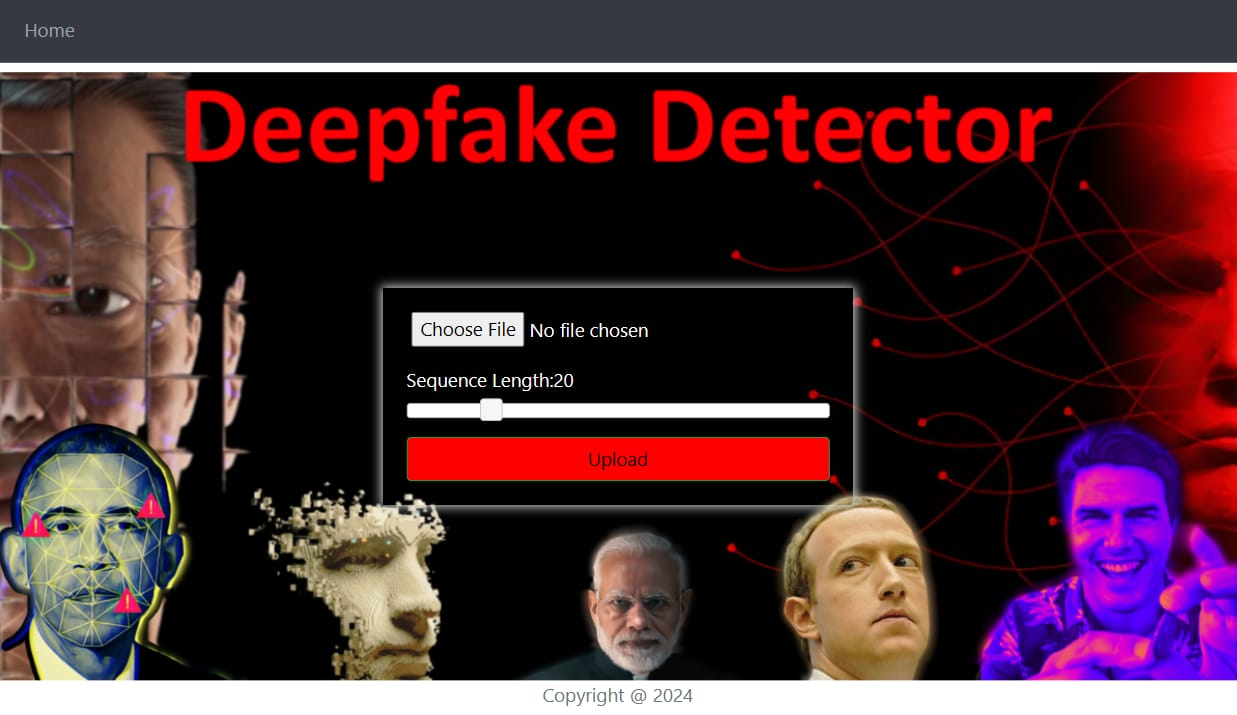 Home
Deepfake Detector
Choose File No file chosen
Sequence Length:20
Upload
Copyright @ 2024